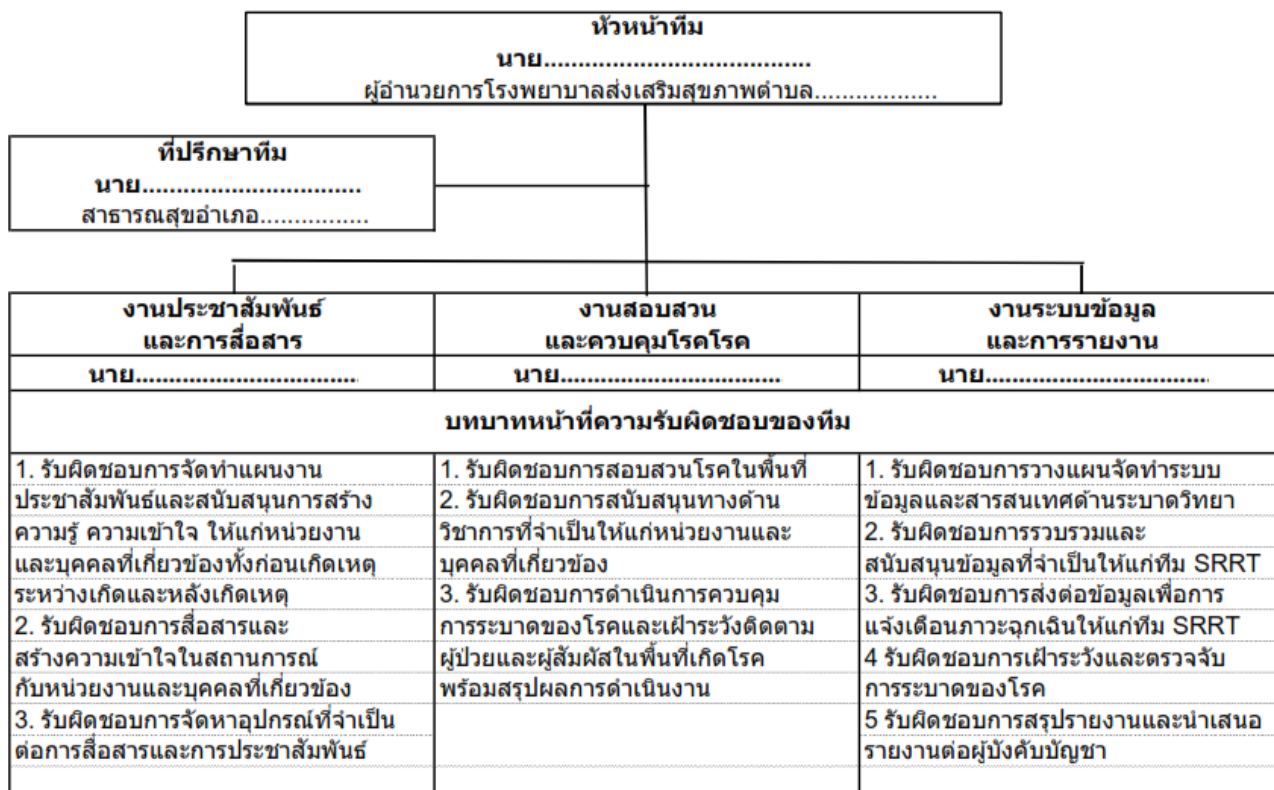 หัวหน้าทีม
นาย.......................................
ผู้อำนวยการโรงพยาบาลส่งเสริมสุขภาพตำบล..................
ที่ปรึกษาทีม
นาย................................
สาธารณสุขอำเภอ................
งานประชาสัมพันธ์
และการสื่อสาร
นาย.................................
งานสอบสวน
และควบคุมโรคโรค
นาย.................................
งานระบบข้อมูล
และการรายงาน
นาย.................................
บทบาทหน้าที่ความรับผิดชอบของทีม
1. รับผิดชอบการจัดทำแผนงาน
ประชาสัมพันธ์และสนับสนุนการสร้าง
ความรู้ ความเข้าใจ ให้แก่หน่วยงาน
และบุคคลที่เกี่ยวข้องทั้งก่อนเกิดเหตุ
ระหว่างเกิดและหลังเกิดเหตุ
2. รับผิดชอบการสื่อสารและ
สร้างความเข้าใจในสถานการณ์
กับหน่วยงานและบุคคลที่เกี่ยวข้อง
3. รับผิดชอบการจัดหาอุปกรณ์ที่จำเป็น
ต่อการสื่อสารและการประชาสัมพันธ์
1. รับผิดชอบการสอบสวนโรคในพื้นที่
2. รับผิดชอบการสนับสนุนทางด้าน
วิชาการที่จำเป็นให้แก่หน่วยงานและ
บุคคลที่เกี่ยวข้อง
3. รับผิดชอบการดำเนินการควบคุม
การระบาดของโรคและเฝ้าระวังติดตาม
ผู้ป่วยและผู้สัมผัสในพื้นที่เกิดโรค
พร้อมสรุปผลการดำเนินงาน
1. รับผิดชอบการวางแผนจัดทำระบบ
ข้อมูลและสารสนเทศด้านระบาดวิทยา
2. รับผิดชอบการรวบรวมและ
สนับสนุนข้อมูลที่จำเป็นให้แก่ทีม SRRT
3. รับผิดชอบการส่งต่อข้อมูลเพื่อการ
แจ้งเตือนภาวะฉุกเฉินให้แก่ทีม SRRT
4 รับผิดชอบการเฝ้าระวังและตรวจจับ
การระบาดของโรค
5 รับผิดชอบการสรุปรายงานและนำเสนอ
รายงานต่อผู้บังคับบัญชา